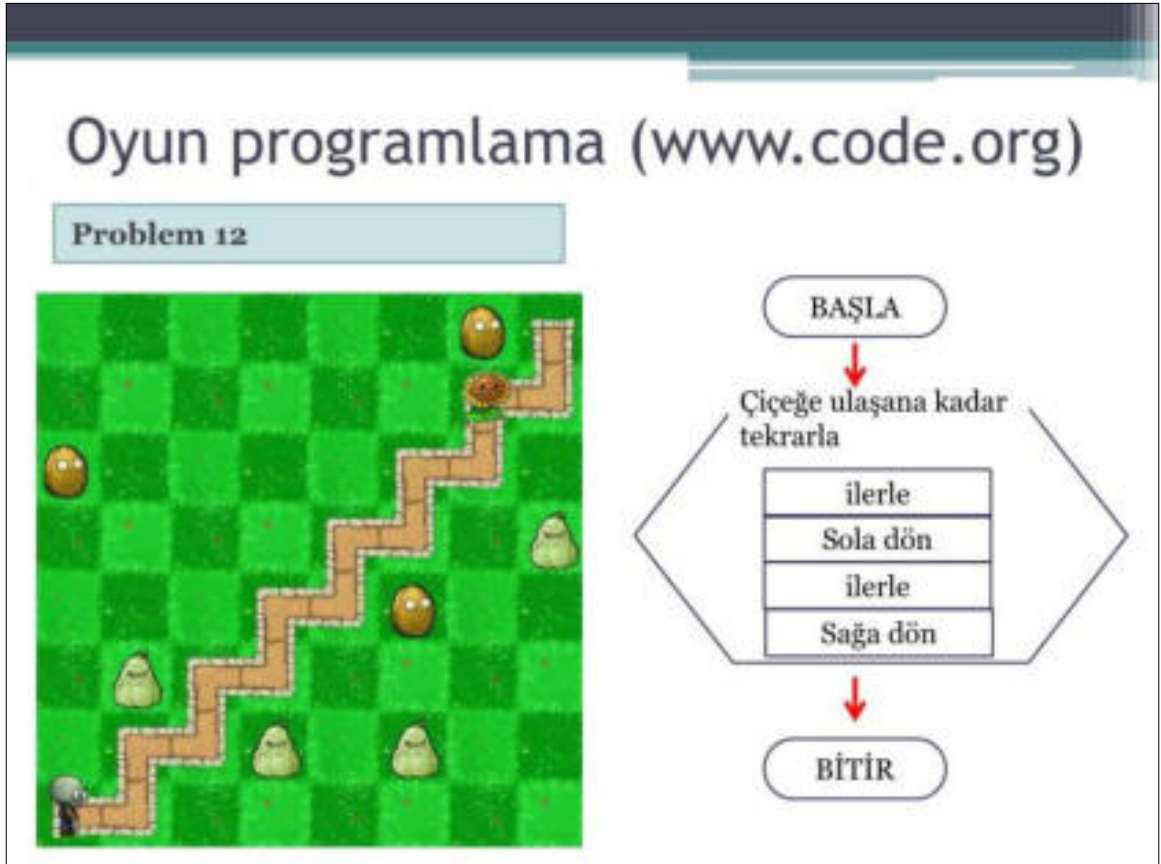 Oyun programlama (www.code.org)
Problem 12
BAŞLA
Çiçeğe ulaşana kadar
tekrarla
ilerle
Sola dön
ilerle
Sağa dön
BİTİR